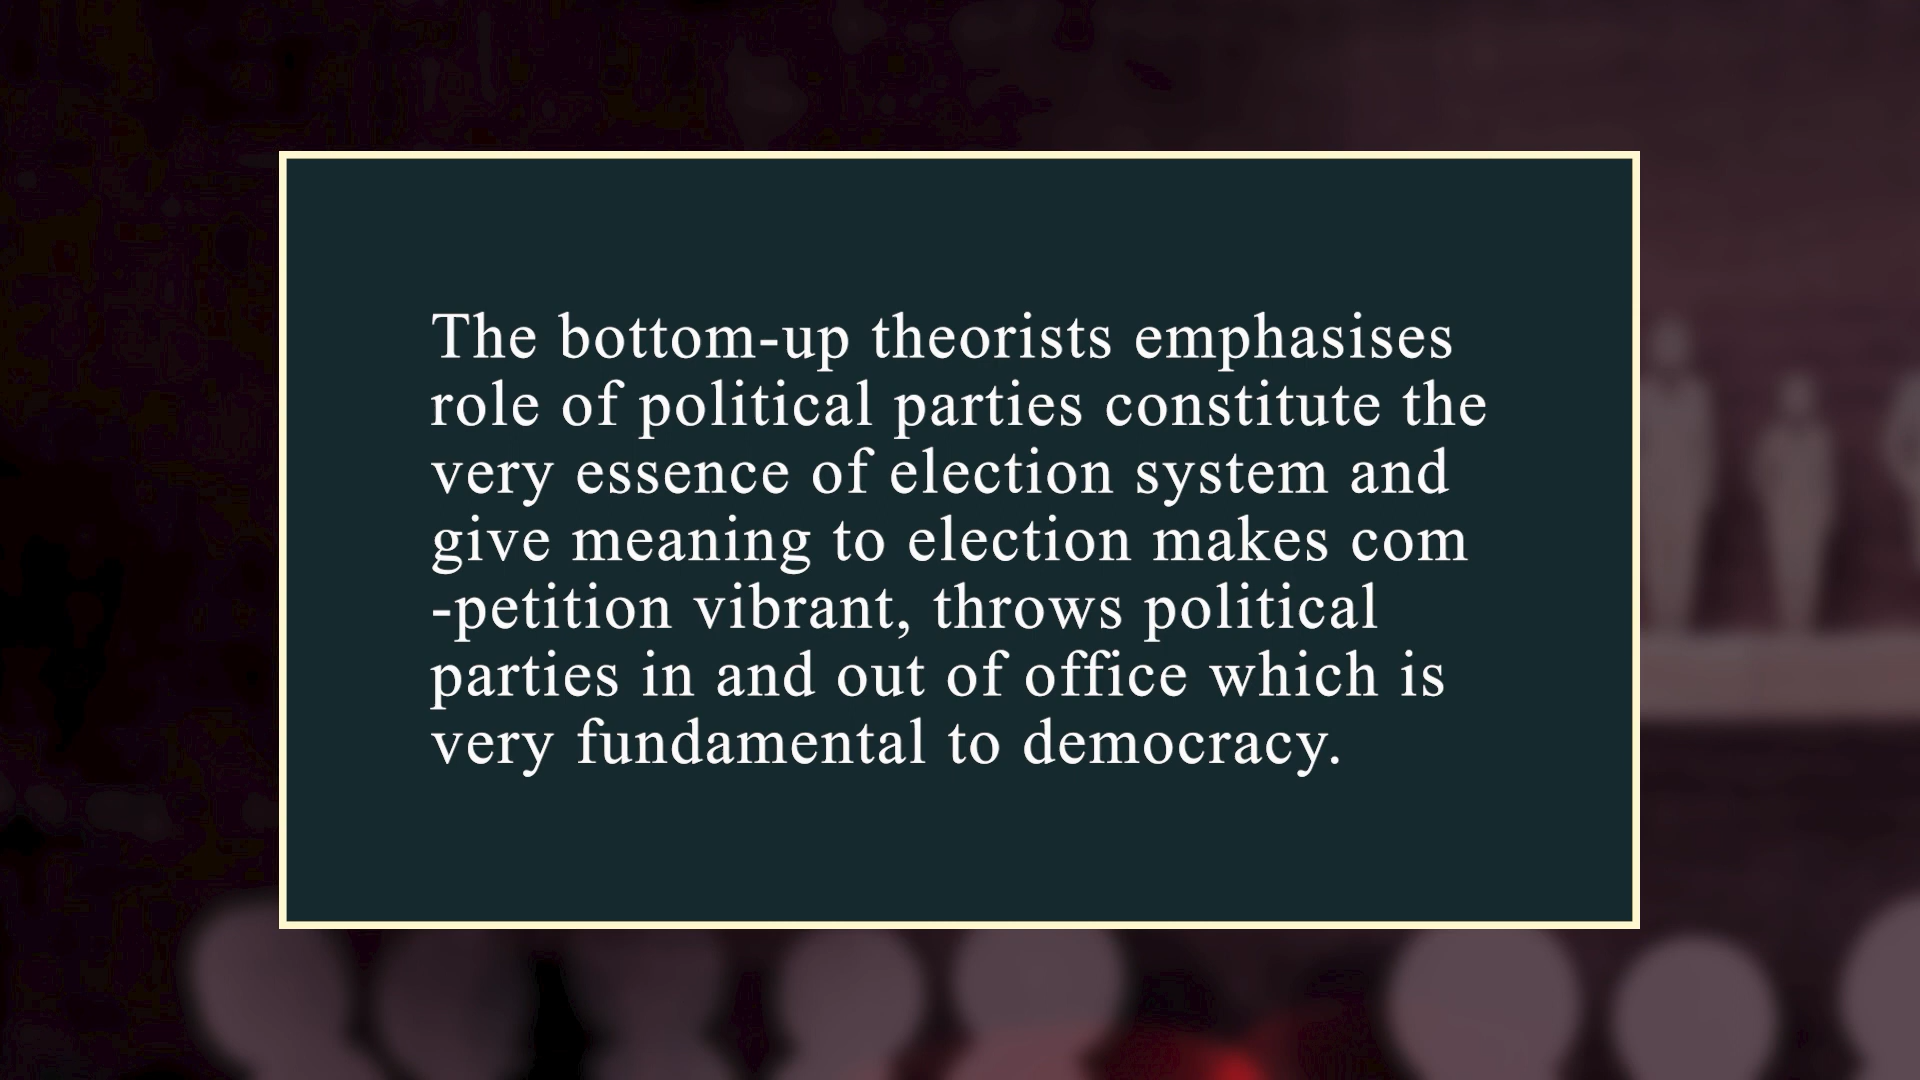 The bottom-up theorists emphasises
role of political parties constitute the
very essence of election system and
give meaning to election makes com
-petition vibrant, throws political
parties in and out of office which is
very fundamental to democracy.